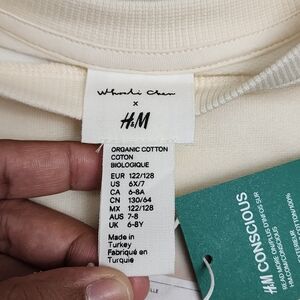 Whooli Chen
x
H&M
ORGANIC COTTON
COTON
BIOLOGIQUE
EUR 122/128
US 6X/7
CA 6-8A
CN 130/64
MX 122/128
AUS 7-8
UK 6-8Y
Made in
Turkey
Fabriqué en
Turquie
H&M CONSCIOUS